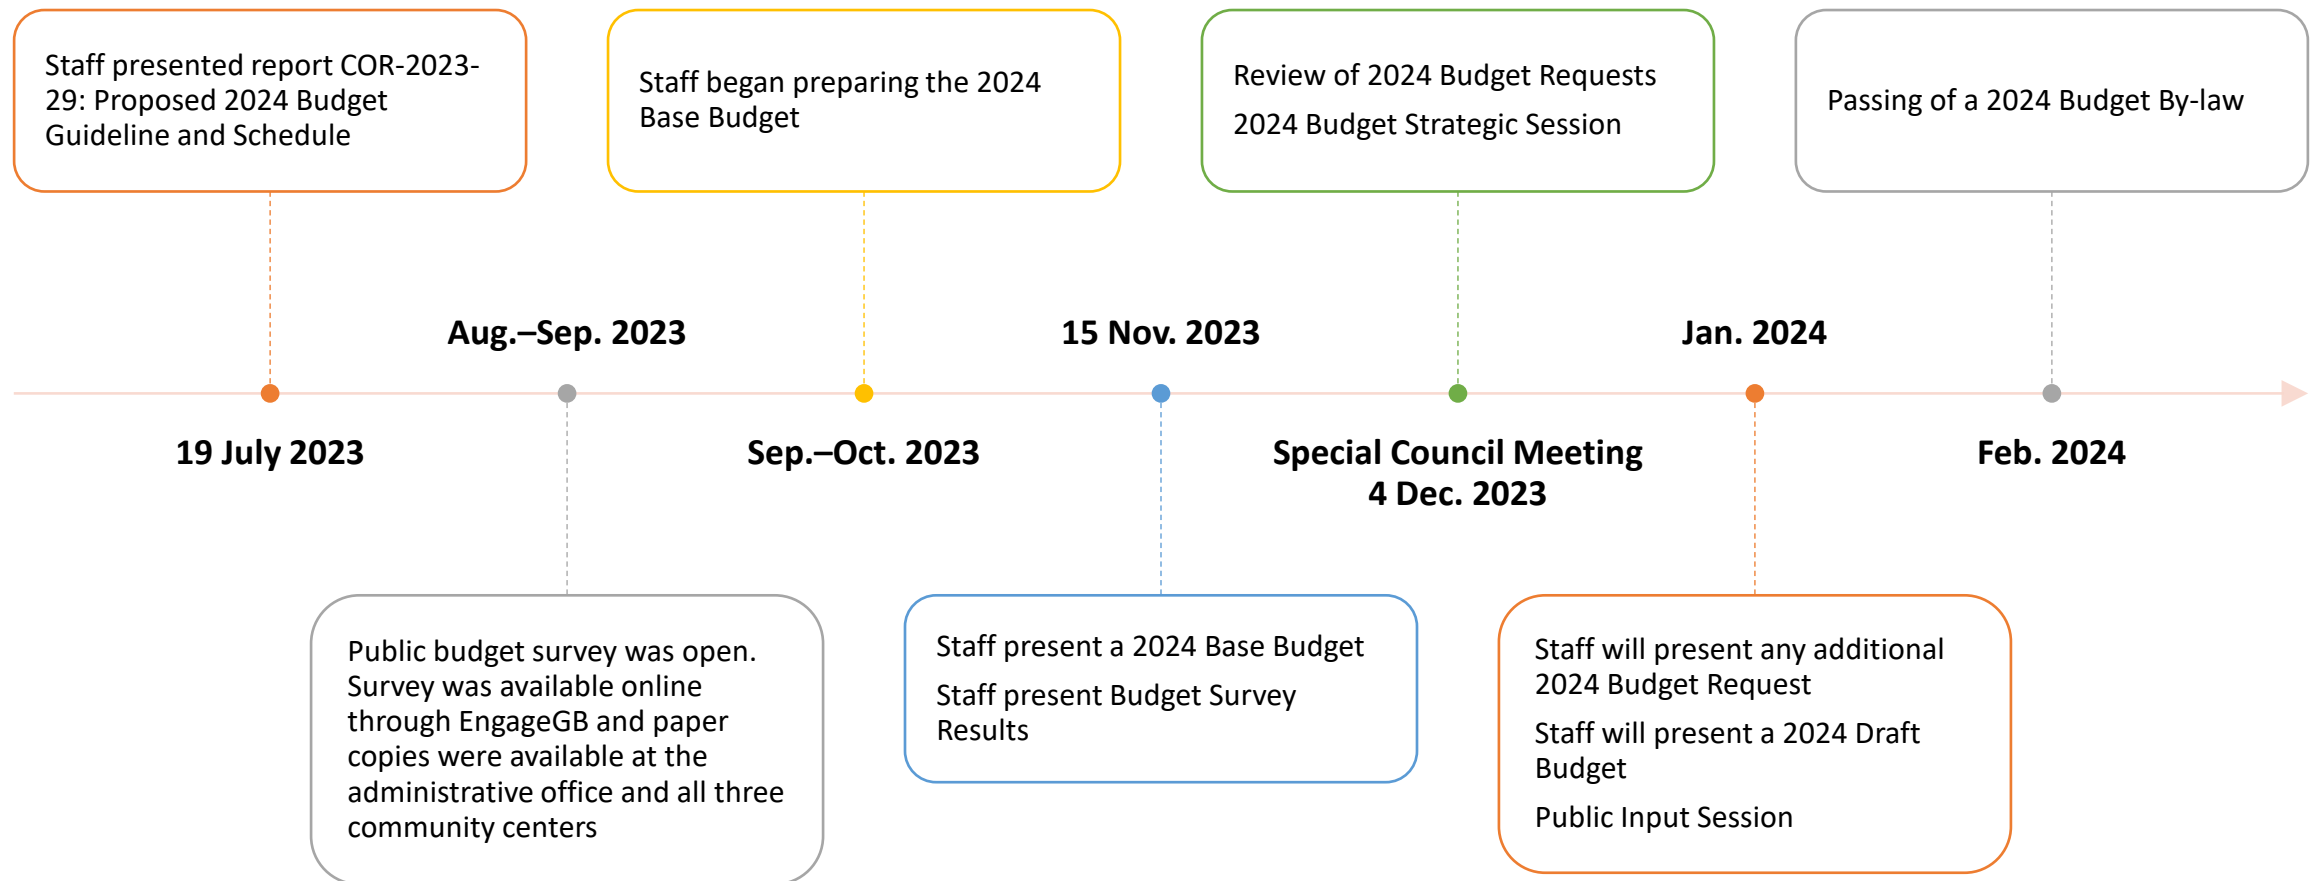 Staff presented report COR-2023-
29: Proposed 2024 Budget
Guideline and Schedule
Staff began preparing the 2024
Base Budget
Review of 2024 Budget Requests
2024 Budget Strategic Session
Passing of a 2024 Budget By-law
Aug.–Sep. 2023
15 Nov. 2023
Jan. 2024
19 July 2023
Sep.–Oct. 2023
Special Council Meeting
4 Dec. 2023
Feb. 2024
Public budget survey was open.
Survey was available online
through EngageGB and paper
copies were available at the
administrative office and all three
community centers
Staff present a 2024 Base Budget
Staff present Budget Survey
Results
Staff will present any additional
2024 Budget Request
Staff will present a 2024 Draft
Budget
Public Input Session